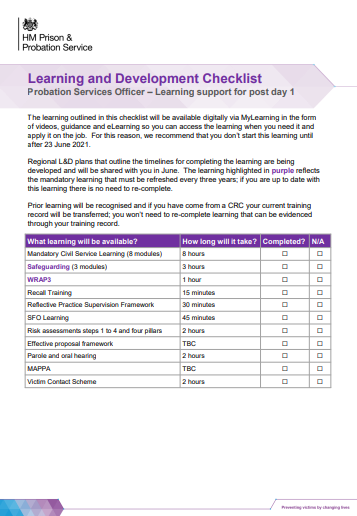 HM Prison &
Probation Service
Learning and Development Checklist
Probation Services Officer – Learning support for post day 1
The learning outlined in this checklist will be available digitally via MyLearning in the form
of videos, guidance and eLearning so you can access the learning when you need it and
apply it on the job.  For this reason, we recommend that you don't start this learning until
after 23 June 2021.
Regional L&D plans that outline the timelines for completing the learning are being
developed and will be shared with you in June.  The learning highlighted in purple reflects
the mandatory learning that must be refreshed every three years; if you are up to date with
this learning there is no need to re-complete.
Prior learning will be recognised and if you have come from a CRC your current training
record will be transferred; you won't need to re-complete learning that can be evidenced
through your training record.
What learning will be available? How long will it take? Completed? N/A
Mandatory Civil Service Learning (8 modules) 8 hours ☐ ☐
Safeguarding (3 modules) 3 hours ☐ ☐
WRAP3 1 hour ☐ ☐
Recall Training 15 minutes ☐ ☐
Reflective Practice Supervision Framework 30 minutes ☐ ☐
SFO Learning 45 minutes ☐ ☐
Risk assessments steps 1 to 4 and four pillars 2 hours ☐ ☐
Effective proposal framework TBC ☐ ☐
Parole and oral hearing 2 hours ☐ ☐
MAPPA TBC ☐ ☐
Victim Contact Scheme 2 hours ☐ ☐
Preventing victims by changing lives